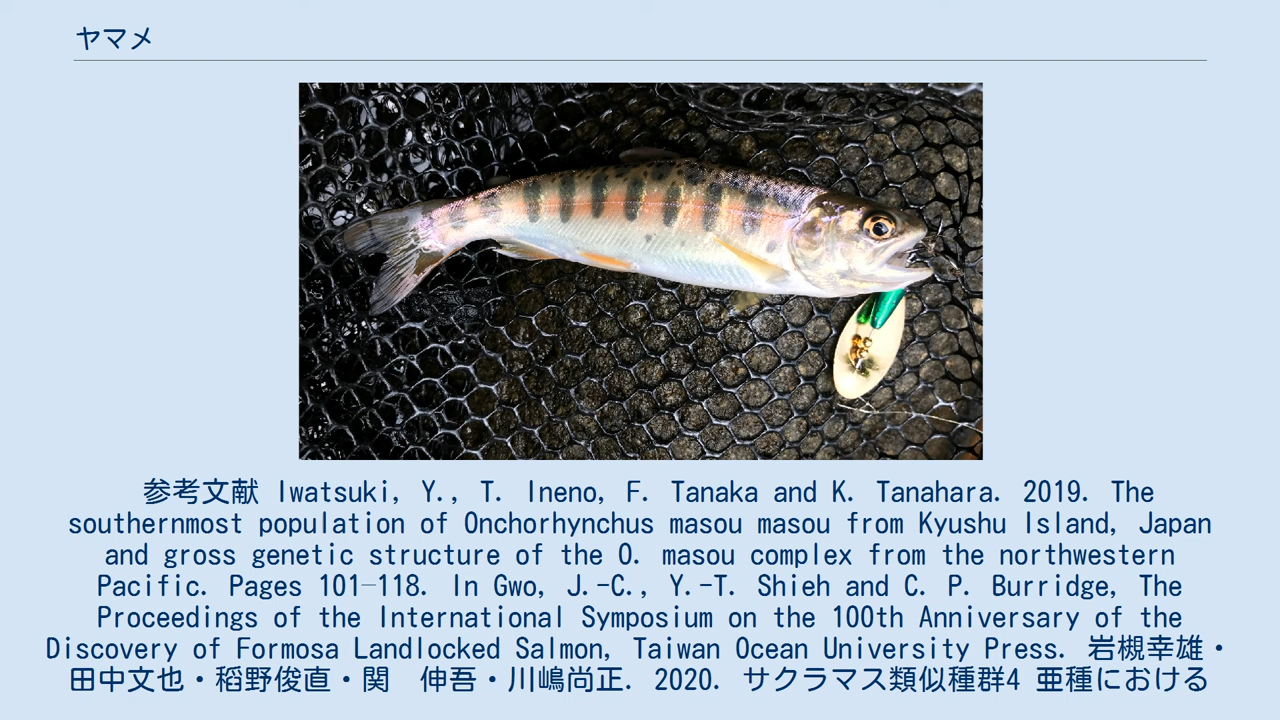 ヤマメ
参考文献 Iwatsuki, Y., T. Ineno, F. Tanaka and K. Tanahara. 2019. The
southernmost population of Onchorhynchus masou masou from Kyushu Island, Japan
and gross genetic structure of the O. masou complex from the northwestern
Pacific. Pages 101–118. In Gwo, J.-C., Y.-T. Shieh and C. P. Burridge, The
Proceedings of the International Symposium on the 100th Anniversary of the
Discovery of Formosa Landlocked Salmon, Taiwan Ocean University Press. 岩槻幸雄・
田中文也・稻野俊直・関　伸吾・川嶋尚正. 2020. サクラマス類似種群4 亜種における